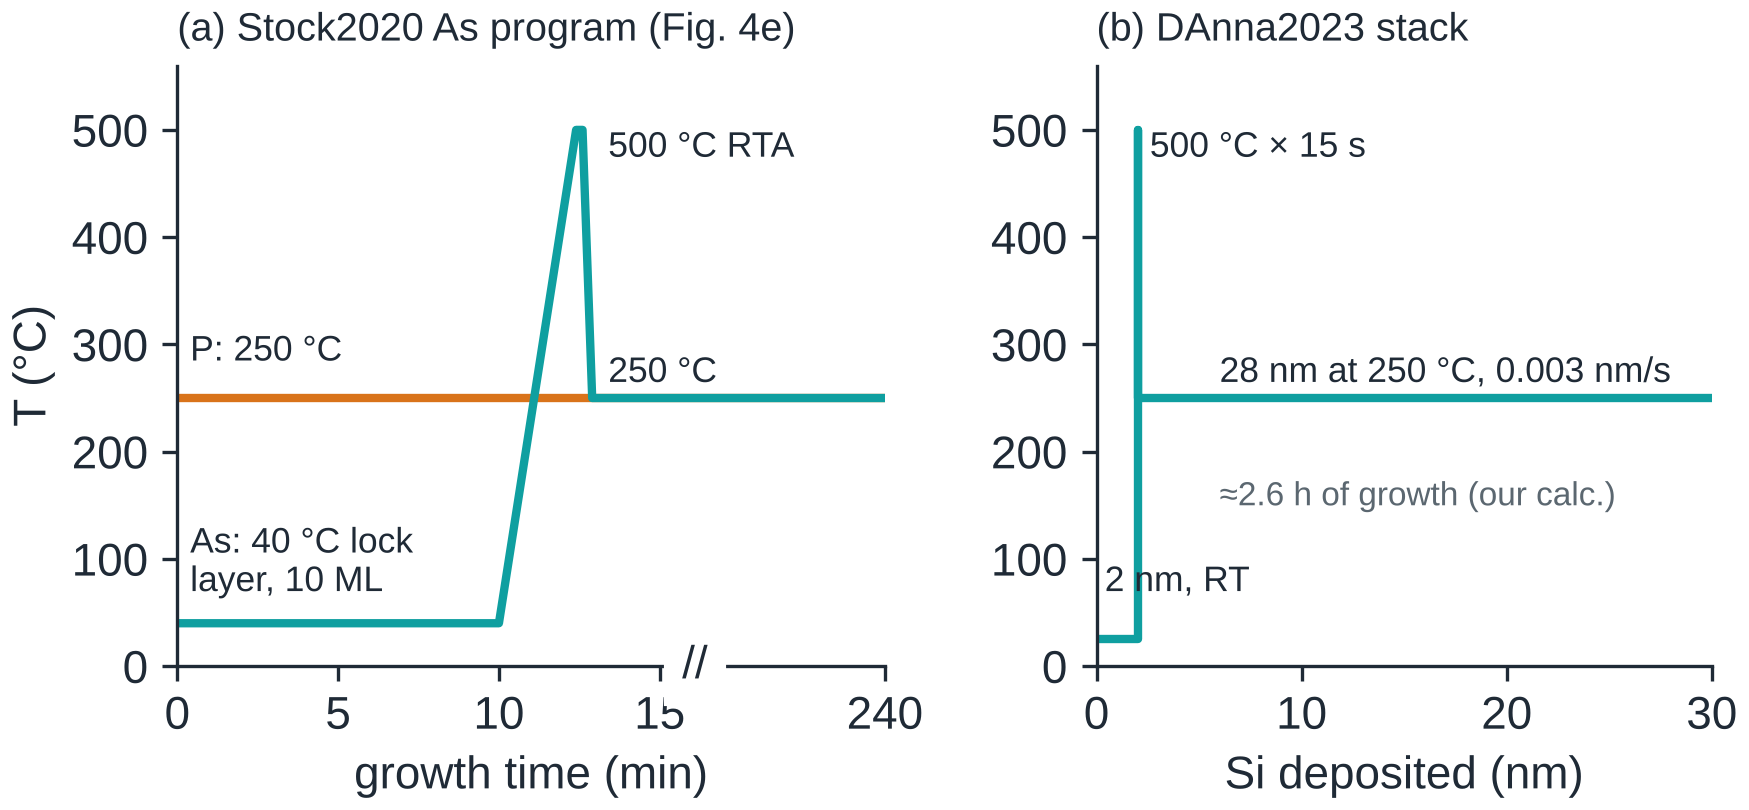 (a) Stock2020 As program (Fig. 4e)
T (°C)
500
400
300
200
100
0
500 °C RTA
P: 250 °C
250 °C
As: 40 °C lock
layer, 10 ML
//
0 5 10 15 240
growth time (min)
(b) DAnna2023 stack
500
400
300
200
100
0
500 °C × 15 s
28 nm at 250 °C, 0.003 nm/s
≈2.6 h of growth (our calc.)
2 nm, RT
0 10 20 30
Si deposited (nm)